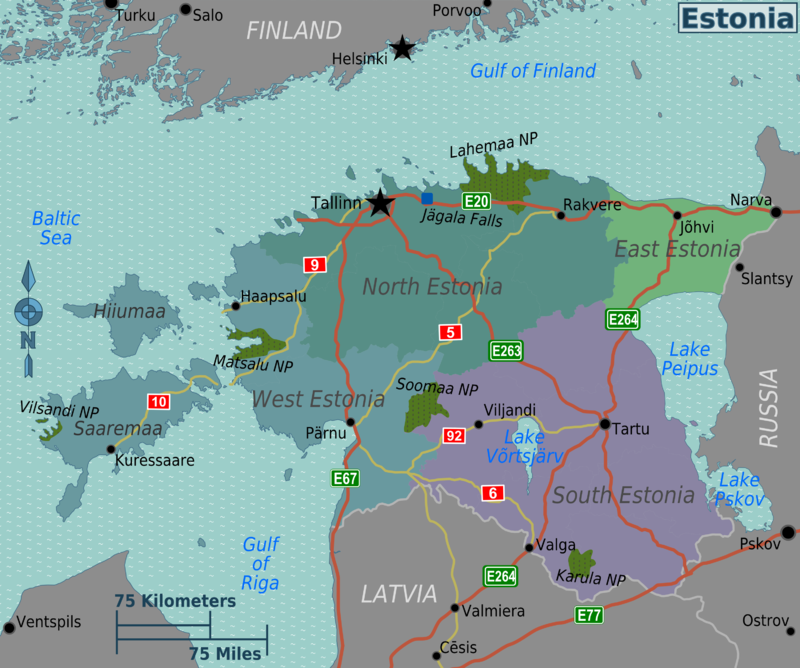 Turku
Salo
Porvoo
Estonia
FINLAND
Helsinki
Gulf of Finland
Lahemaa NP
Tallinn
E20
Jägala Falls
Rakvere
Narva
Jõhvi
Baltic
Sea
East Estonia
9
Slantsy
North Estonia
Haapsalu
Hiiumaa
N
E264
5
E263
Lake
Peipus
Matsalu NP
RUSSIA
West Estonia
Soomaa NP
10
Vilsandi NP
Saaremaa
Viljandi
Pärnu
92
Tartu
Lake
Võrtsjärv
Kuressaare
E67
6
South Estonia
Lake
Pskov
Gulf
of
Riga
Valga
Pskov
E264
Karula NP
LATVIA
75 Kilometers
Valmiera
E77
Ventspils
Ostrov
75 Miles
Cēsis